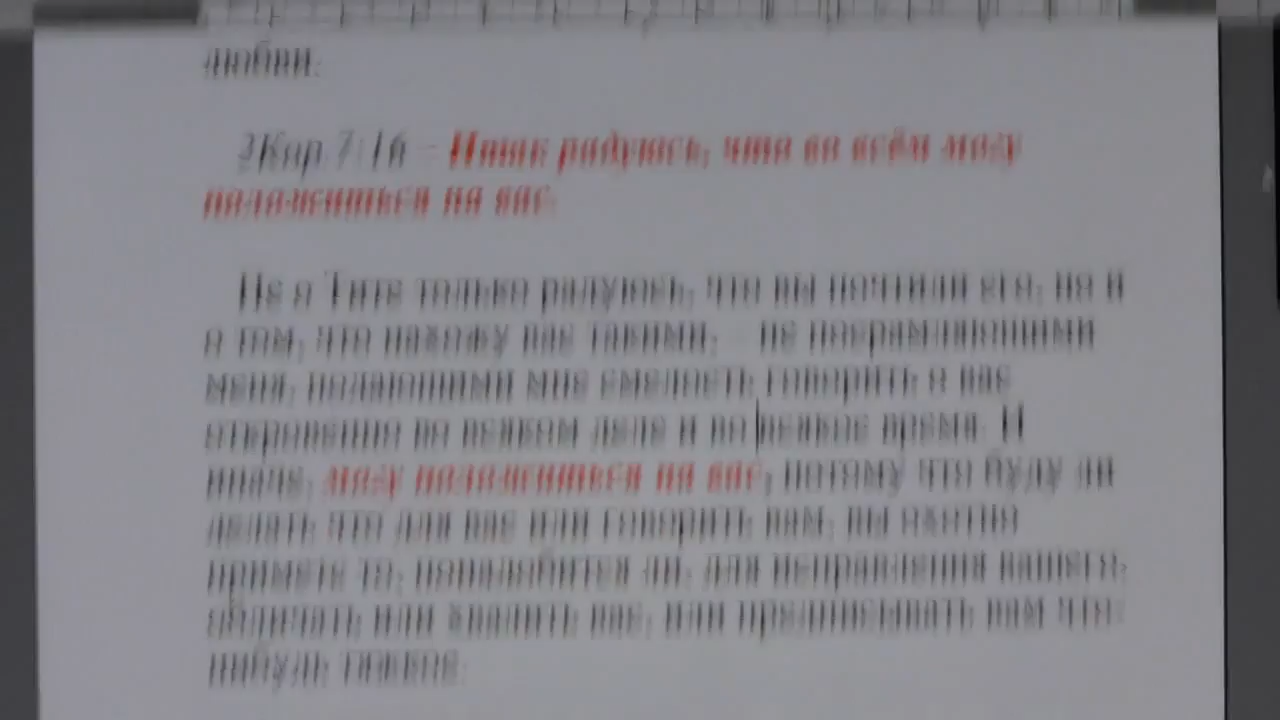 любви.
2Кор.7:16 – Итак радуюсь, что во всём могу
положиться на вас.
Не о Тите только радуюсь, что вы почтили его, но и
о том, что нахожу вас такими, – не посрамляющими
меня, подающими мне смелость говорить о вас
откровенно во всяком деле и во всякое время. И
иначе, могу положиться на вас, потому что буду ли
делать что для вас или говорить вам, вы охотно
примете то, понадобится ли, для исправления вашего,
обличать или хвалить вас, или предписывать вам что-
нибудь тяжкое.